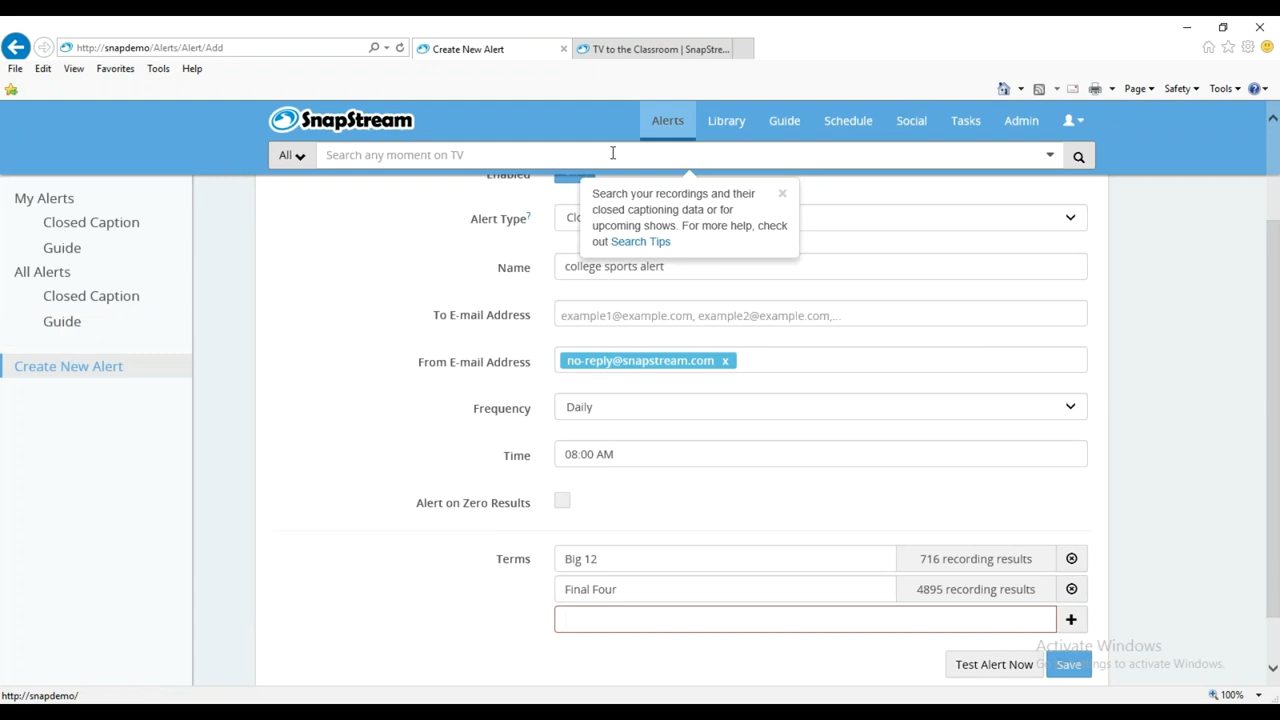 http://snapdemo/Alerts/Alert/Add
Create New Alert
TV to the Classroom | SnapStre...
File Edit View Favorites Tools Help
Page Safety Tools
SnapStream
Alerts Library Guide Schedule Social Tasks Admin
All Search any moment on TV
My Alerts
Closed Caption
Guide
All Alerts
Closed Caption
Guide
Create New Alert
Enabled
Search your recordings and their
closed captioning data or for
upcoming shows. For more help, check
out Search Tips
Alert Type?
Name college sports alert
To E-mail Address example1@example.com, example2@example.com,...
From E-mail Address no-reply@snapstream.com x
Frequency Daily
Time 08:00 AM
Alert on Zero Results
Terms Big 12 716 recording results
Final Four 4895 recording results
Test Alert Now Save
Activate Windows
to activate Windows.
http://snapdemo/
100%